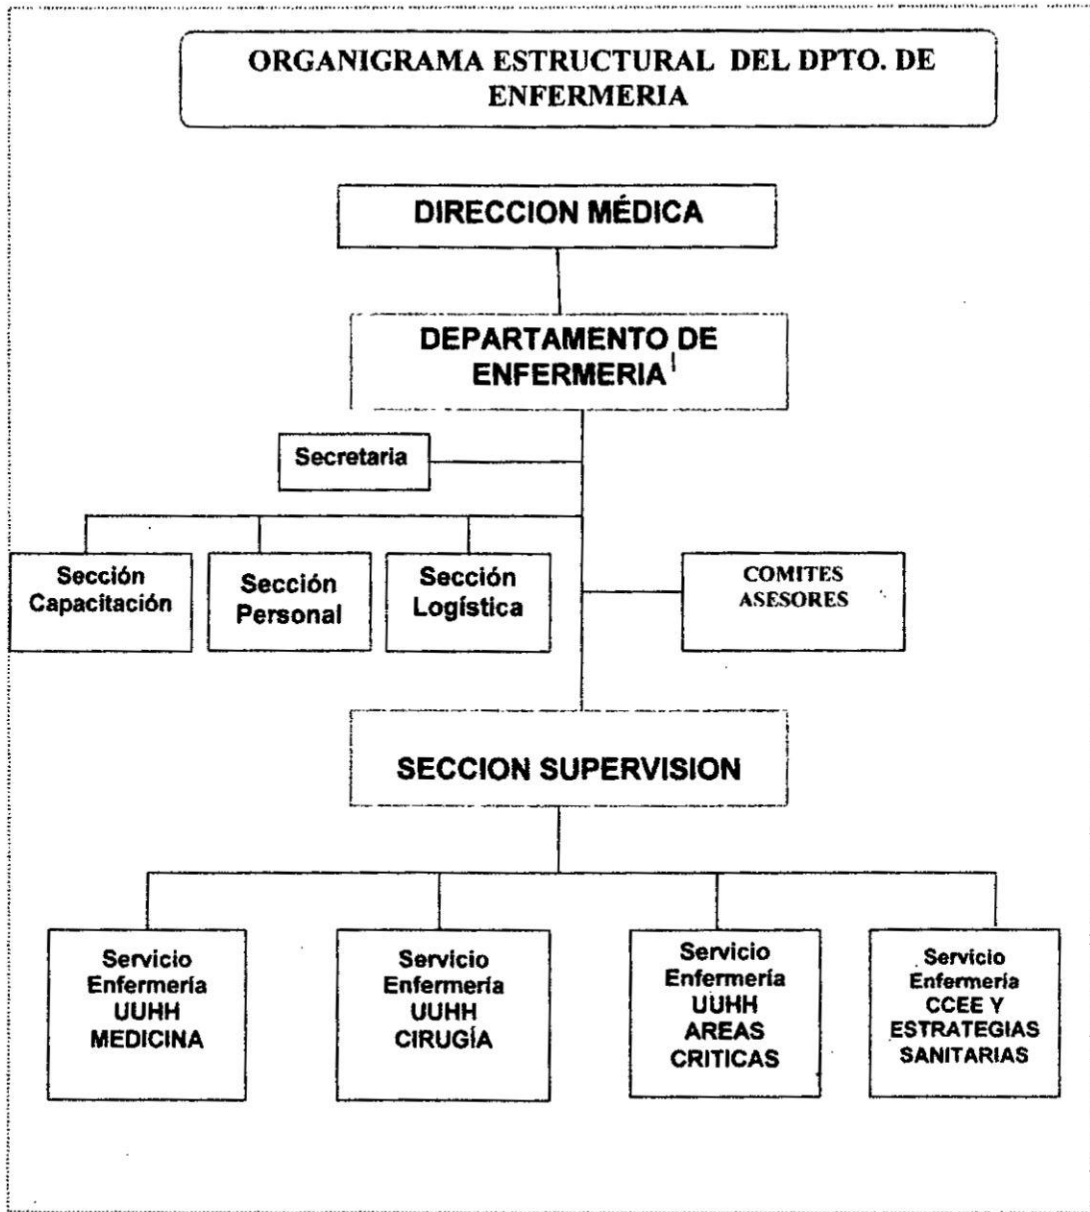 ORGANIGRAMA ESTRUCTURAL DEL DPTO. DE
ENFERMERIA
DIRECCION MÉDICA
DEPARTAMENTO DE
ENFERMERIA
Secretaria
Sección
Capacitación
Sección
Personal
Sección
Logística
COMITES
ASESORES
SECCION SUPERVISION
Servicio
Enfermería
UUHH
MEDICINA
Servicio
Enfermería
UUHH
CIRUGÍA
Servicio
Enfermería
UUHH
AREAS
CRITICAS
Servicio
Enfermería
CCEE Y
ESTRATEGIAS
SANITARIAS